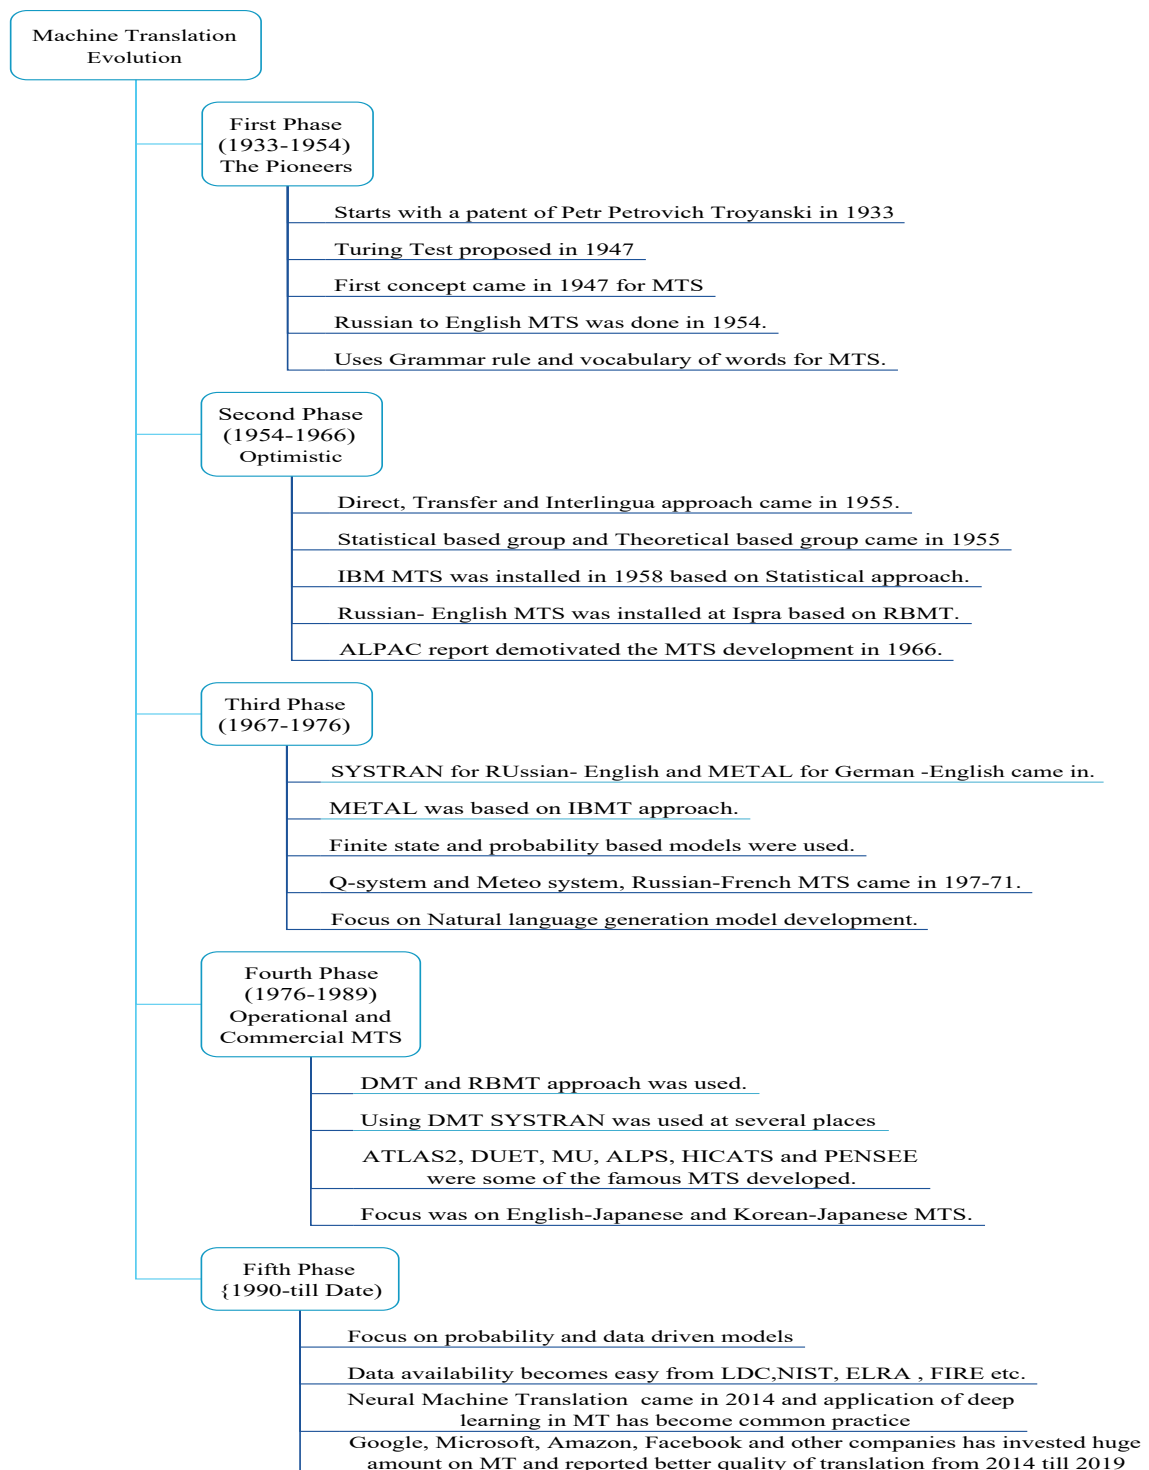 Machine Translation
Evolution
First Phase
(1933-1954)
The Pioneers
Starts with a patent of Petr Petrovich Troyanski in 1933
Turing Test proposed in 1947
First concept came in 1947 for MTS
Russian to English MTS was done in 1954.
Uses Grammar rule and vocabulary of words for MTS.
Second Phase
(1954-1966)
Optimistic
Direct, Transfer and Interlingua approach came in 1955.
Statistical based group and Theoretical based group came in 1955
IBM MTS was installed in 1958 based on Statistical approach.
Russian- English MTS was installed at Ispra based on RBMT.
ALPAC report demotivated the MTS development in 1966.
Third Phase
(1967-1976)
SYSTRAN for RUssian- English and METAL for German -English came in.
METAL was based on IBMT approach.
Finite state and probability based models were used.
Q-system and Meteo system, Russian-French MTS came in 197-71.
Focus on Natural language generation model development.
Fourth Phase
(1976-1989)
Operational and
Commercial MTS
DMT and RBMT approach was used.
Using DMT SYSTRAN was used at several places
ATLAS2, DUET, MU, ALPS, HICATS and PENSEE
were some of the famous MTS developed.
Focus was on English-Japanese and Korean-Japanese MTS.
Fifth Phase
{1990-till Date)
Focus on probability and data driven models
Data availability becomes easy from LDC,NIST, ELRA , FIRE etc.
Neural Machine Translation came in 2014 and application of deep
learning in MT has become common practice
Google, Microsoft, Amazon, Facebook and other companies has invested huge
amount on MT and reported better quality of translation from 2014 till 2019